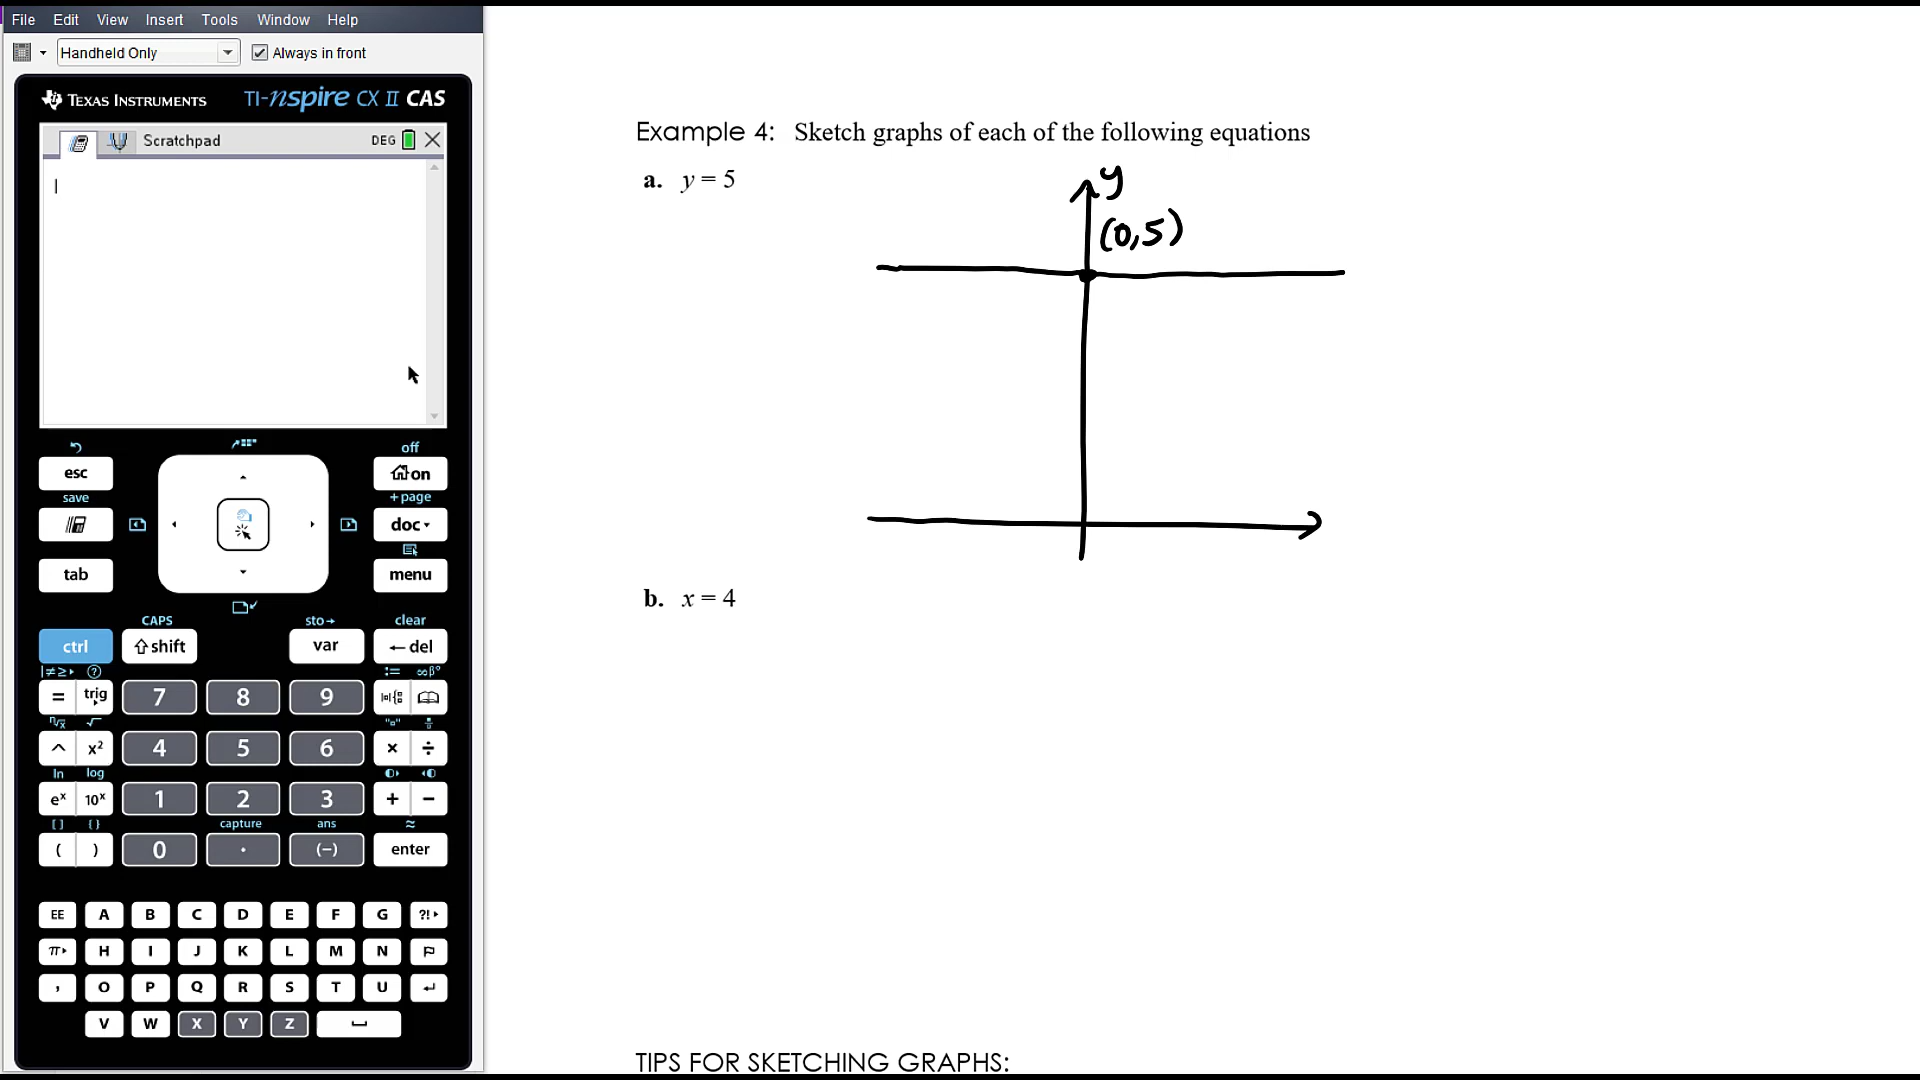 File Edit View Insert Tools Window Help
Handheld Only Always in front
TEXAS INSTRUMENTS TI-nspire CX II CAS
Scratchpad DEG
off
esc on
save + page
doc
tab menu
CAPS sto→ clear
ctrl ⇧shift var ←del
|≠≥▸ ? := ∞β°
= trig 7 8 9
ⁿ√x √
^ x² 4 5 6 × ÷
ln log
eˣ 10ˣ 1 2 3 + −
[ ] { } capture ans ≈
( ) 0 . (−) enter
EE A B C D E F G ?!▸
π▸ H I J K L M N
, O P Q R S T U ↵
V W X Y Z
Example 4: Sketch graphs of each of the following equations
a. y = 5
y
(0,5)
b. x = 4
TIPS FOR SKETCHING GRAPHS: